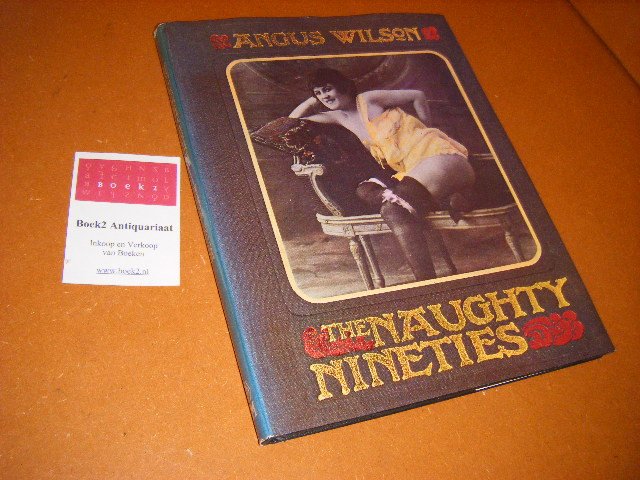 ANGUS WILSON
THE NAUGHTY
NINETIES
BOEK2
Boek2 Antiquariaat
Inkoop en Verkoop
van Boeken
www.boek2.nl